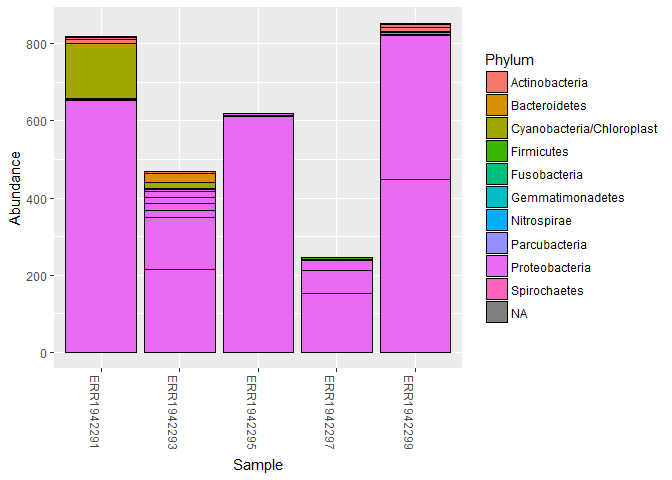 Abundance
800
600
400
200
0
ERR1942291
ERR1942293
ERR1942295
ERR1942297
ERR1942299
Sample
Phylum
Actinobacteria
Bacteroidetes
Cyanobacteria/Chloroplast
Firmicutes
Fusobacteria
Gemmatimonadetes
Nitrospirae
Parcubacteria
Proteobacteria
Spirochaetes
NA